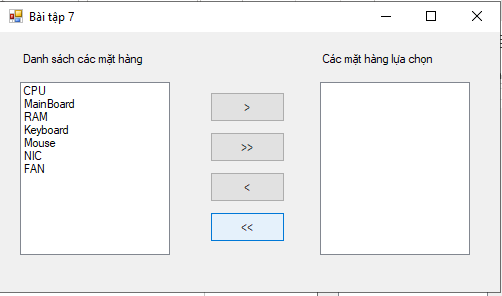 Bài tập 7
Danh sách các mặt hàng
Các mặt hàng lựa chọn
CPU
MainBoard
RAM
Keyboard
Mouse
NIC
FAN
>
>>
<
<<